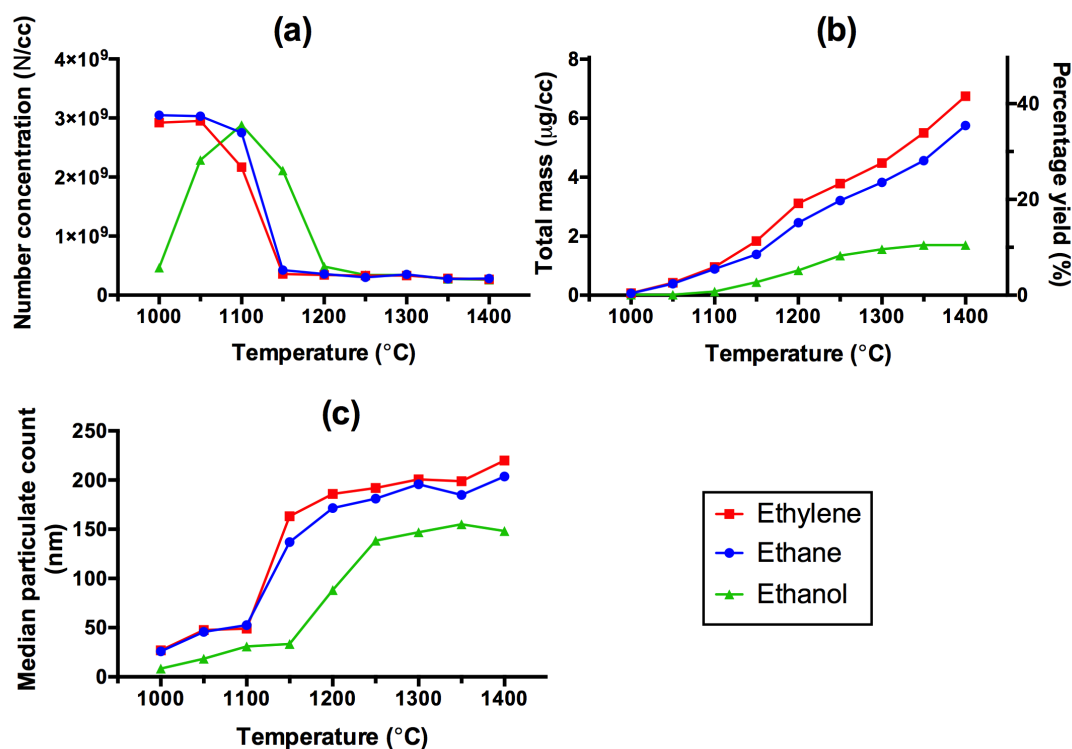 (a)
Number concentration (N/cc)
4×10⁹
3×10⁹
2×10⁹
1×10⁹
0
1000 1100 1200 1300 1400
Temperature (°C)
(b)
Total mass (µg/cc)
8
6
4
2
0
Percentage yield (%)
40
20
0
1000 1100 1200 1300 1400
Temperature (°C)
(c)
Median particulate count
(nm)
250
200
150
100
50
0
1000 1100 1200 1300 1400
Temperature (°C)
Ethylene
Ethane
Ethanol